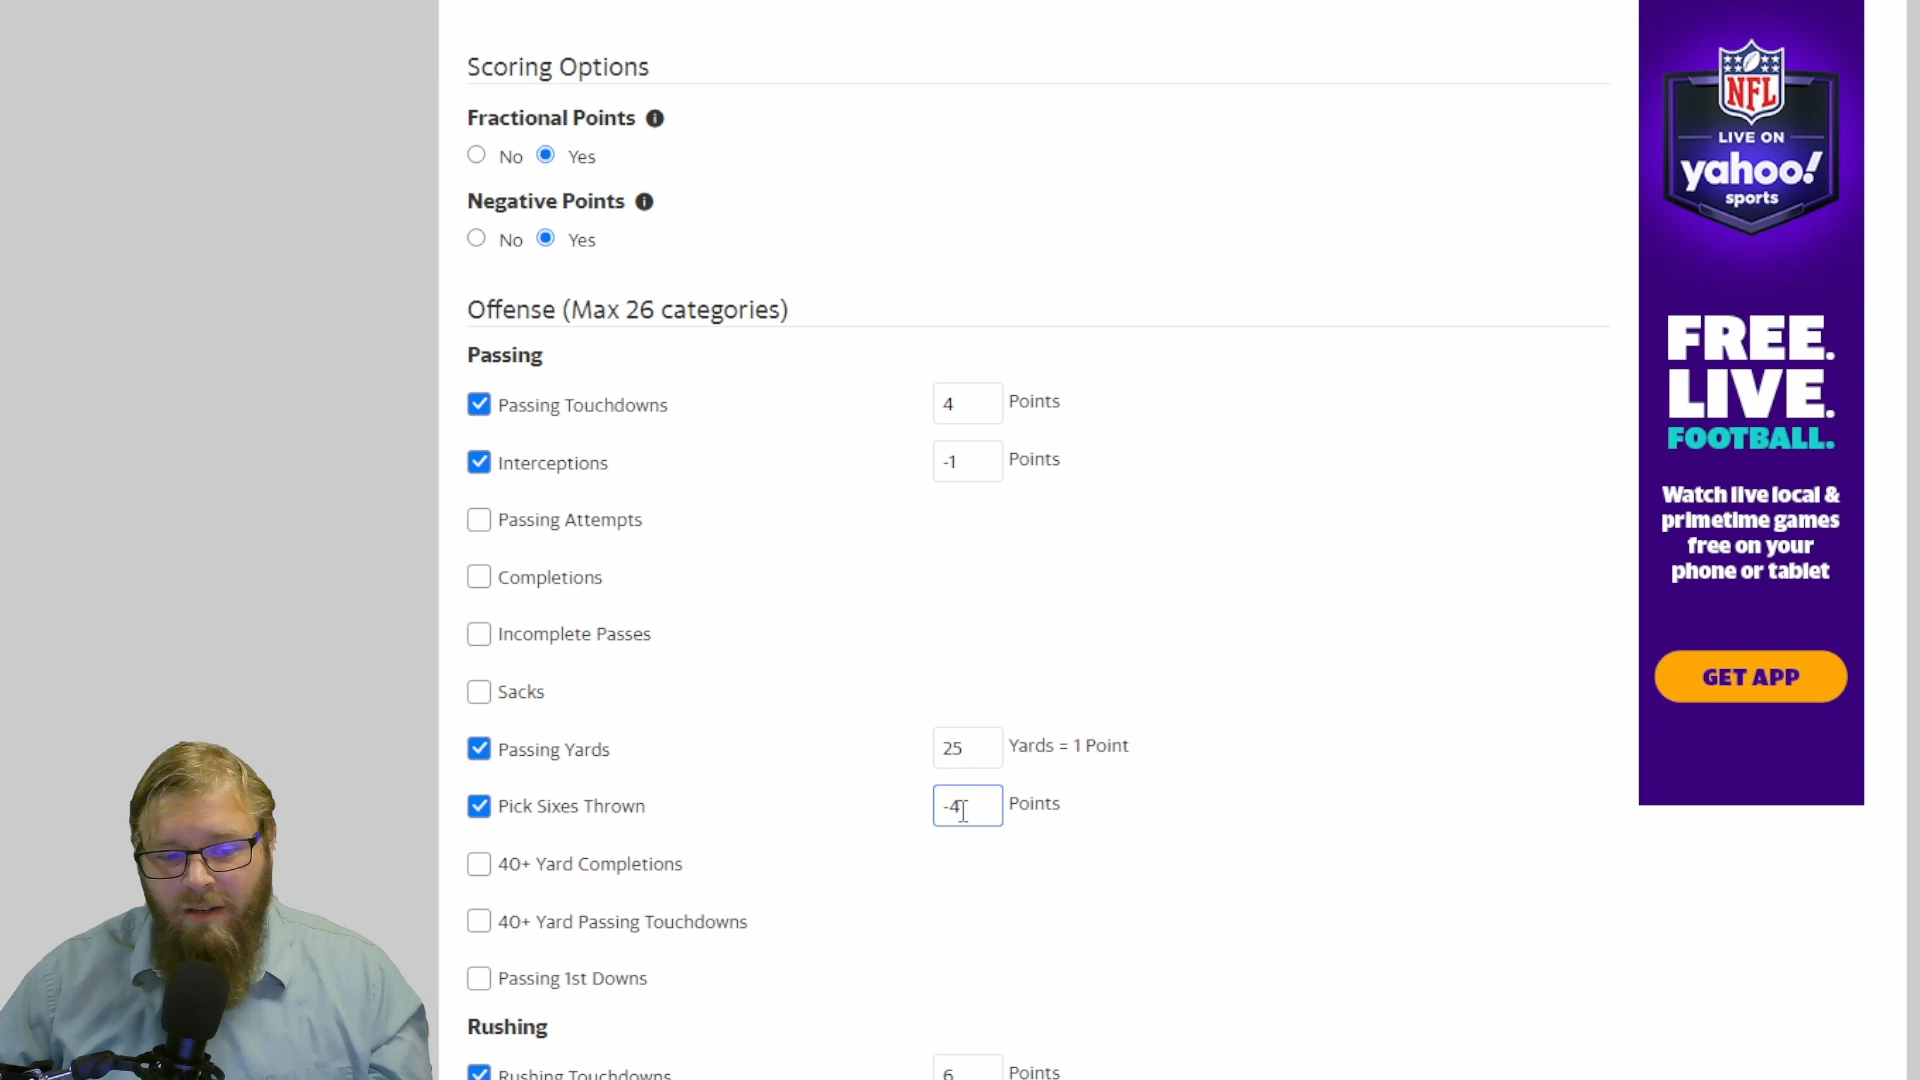 Scoring Options
Fractional Points
No Yes
Negative Points
No Yes
Offense (Max 26 categories)
Passing
Passing Touchdowns 4 Points
Interceptions -1 Points
Passing Attempts
Completions
Incomplete Passes
Sacks
Passing Yards 25 Yards = 1 Point
Pick Sixes Thrown -4 Points
40+ Yard Completions
40+ Yard Passing Touchdowns
Passing 1st Downs
Rushing
Rushing Touchdowns 6 Points
NFL
LIVE ON
yahoo!
sports
FREE.
LIVE.
FOOTBALL.
Watch live local &
primetime games
free on your
phone or tablet
GET APP